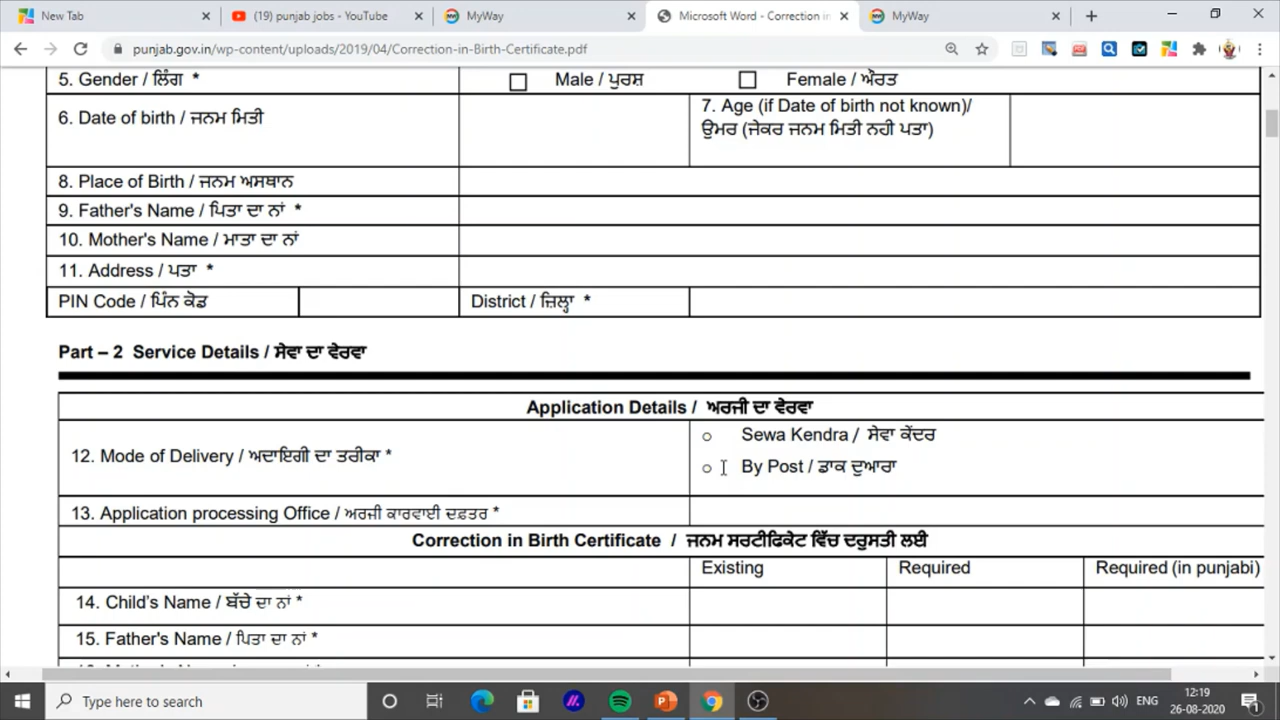 New Tab
(19) punjab jobs - YouTube
MyWay
Microsoft Word - Correction in
MyWay
punjab.gov.in/wp-content/uploads/2019/04/Correction-in-Birth-Certificate.pdf
5. Gender / ਲਿੰਗ *
Male / ਪੁਰਸ਼
Female / ਔਰਤ
6. Date of birth / ਜਨਮ ਮਿਤੀ
7. Age (if Date of birth not known)/
ਉਮਰ (ਜੇਕਰ ਜਨਮ ਮਿਤੀ ਨਹੀ ਪਤਾ)
8. Place of Birth / ਜਨਮ ਅਸਥਾਨ
9. Father's Name / ਪਿਤਾ ਦਾ ਨਾਂ *
10. Mother's Name / ਮਾਤਾ ਦਾ ਨਾਂ
11. Address / ਪਤਾ *
PIN Code / ਪਿੰਨ ਕੋਡ
District / ਜ਼ਿਲ੍ਹਾ *
Part – 2 Service Details / ਸੇਵਾ ਦਾ ਵੇਰਵਾ
Application Details / ਅਰਜੀ ਦਾ ਵੇਰਵਾ
12. Mode of Delivery / ਅਦਾਇਗੀ ਦਾ ਤਰੀਕਾ *
Sewa Kendra / ਸੇਵਾ ਕੇਂਦਰ
By Post / ਡਾਕ ਦੁਆਰਾ
13. Application processing Office / ਅਰਜੀ ਕਾਰਵਾਈ ਦਫ਼ਤਰ *
Correction in Birth Certificate / ਜਨਮ ਸਰਟੀਫਿਕੇਟ ਵਿੱਚ ਦਰੁਸਤੀ ਲਈ
Existing
Required
Required (in punjabi)
14. Child's Name / ਬੱਚੇ ਦਾ ਨਾਂ *
15. Father's Name / ਪਿਤਾ ਦਾ ਨਾਂ *
Type here to search
ENG
12:19
26-08-2020